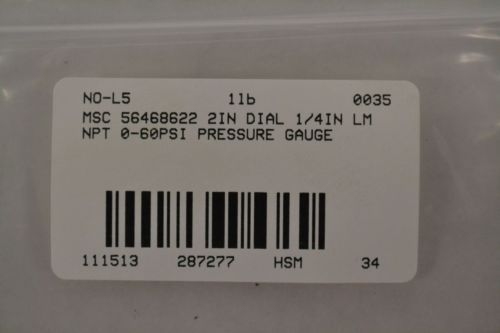 NO-L5 1lb 0035
MSC 56468622 2IN DIAL 1/4IN LM
NPT 0-60PSI PRESSURE GAUGE
111513 287277 HSM 34